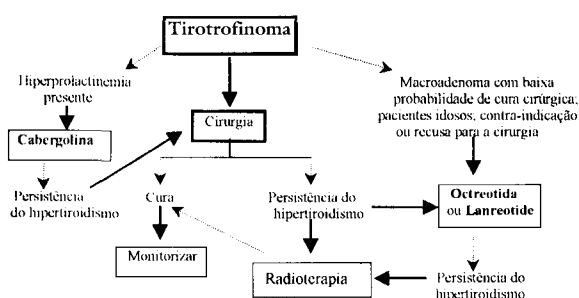 Tirotrofinoma
Hiperprolactinemia
presente
Macroadenoma com baixa
probabilidade de cura cirúrgica;
pacientes idosos, contra-indicação
ou recusa para a cirurgia
Cirurgia
Cabergolina
Persistência
do hipertiroidismo
Cura
Persistência do
hipertiroidismo
Octreotida
ou Lanreotide
Monitorizar
Radioterapia
Persistência do
hipertiroidismo